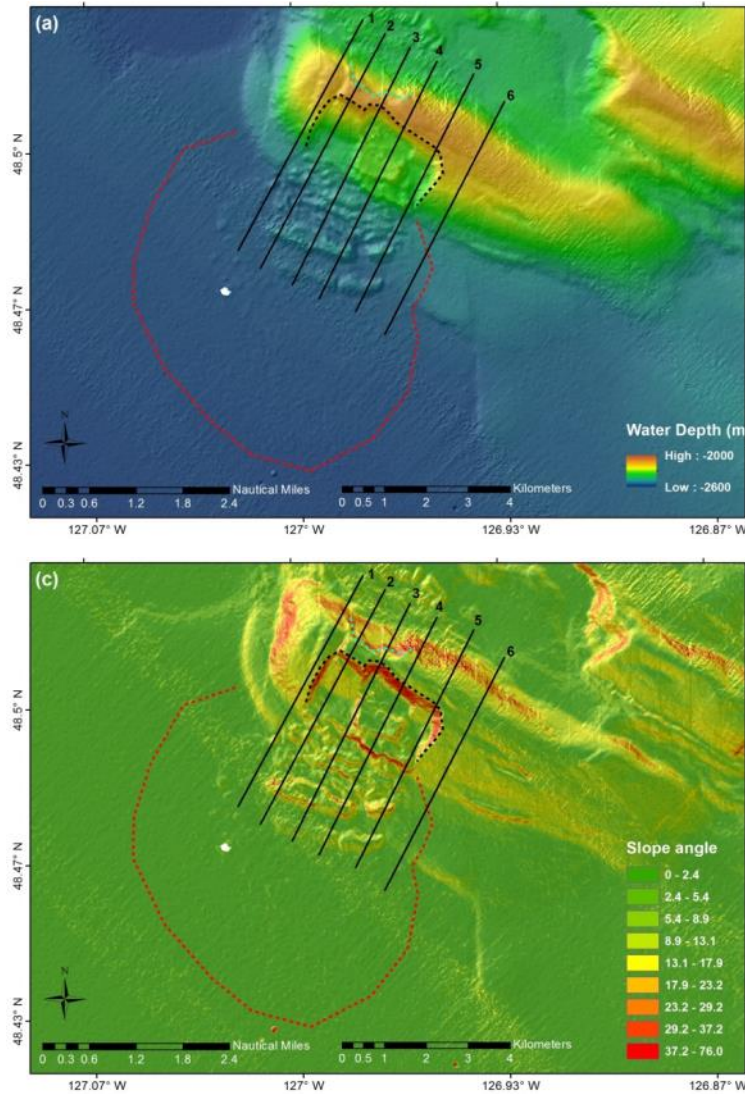 (a)
1
2
3
4
5
6
48.5° N
48.47° N
48.43° N
N
Nautical Miles
0 0.3 0.6 1.2 1.8 2.4
Kilometers
0 0.5 1 2 3 4
Water Depth (m
High : -2000
Low : -2600
127.07° W 127° W 126.93° W 126.87° W
(c)
1
2
3
4
5
6
48.5° N
48.47° N
48.43° N
N
Nautical Miles
0 0.3 0.6 1.2 1.8 2.4
Kilometers
0 0.5 1 2 3 4
Slope angle
0 - 2.4
2.4 - 5.4
5.4 - 8.9
8.9 - 13.1
13.1 - 17.9
17.9 - 23.2
23.2 - 29.2
29.2 - 37.2
37.2 - 76.0
127.07° W 127° W 126.93° W 126.87° W